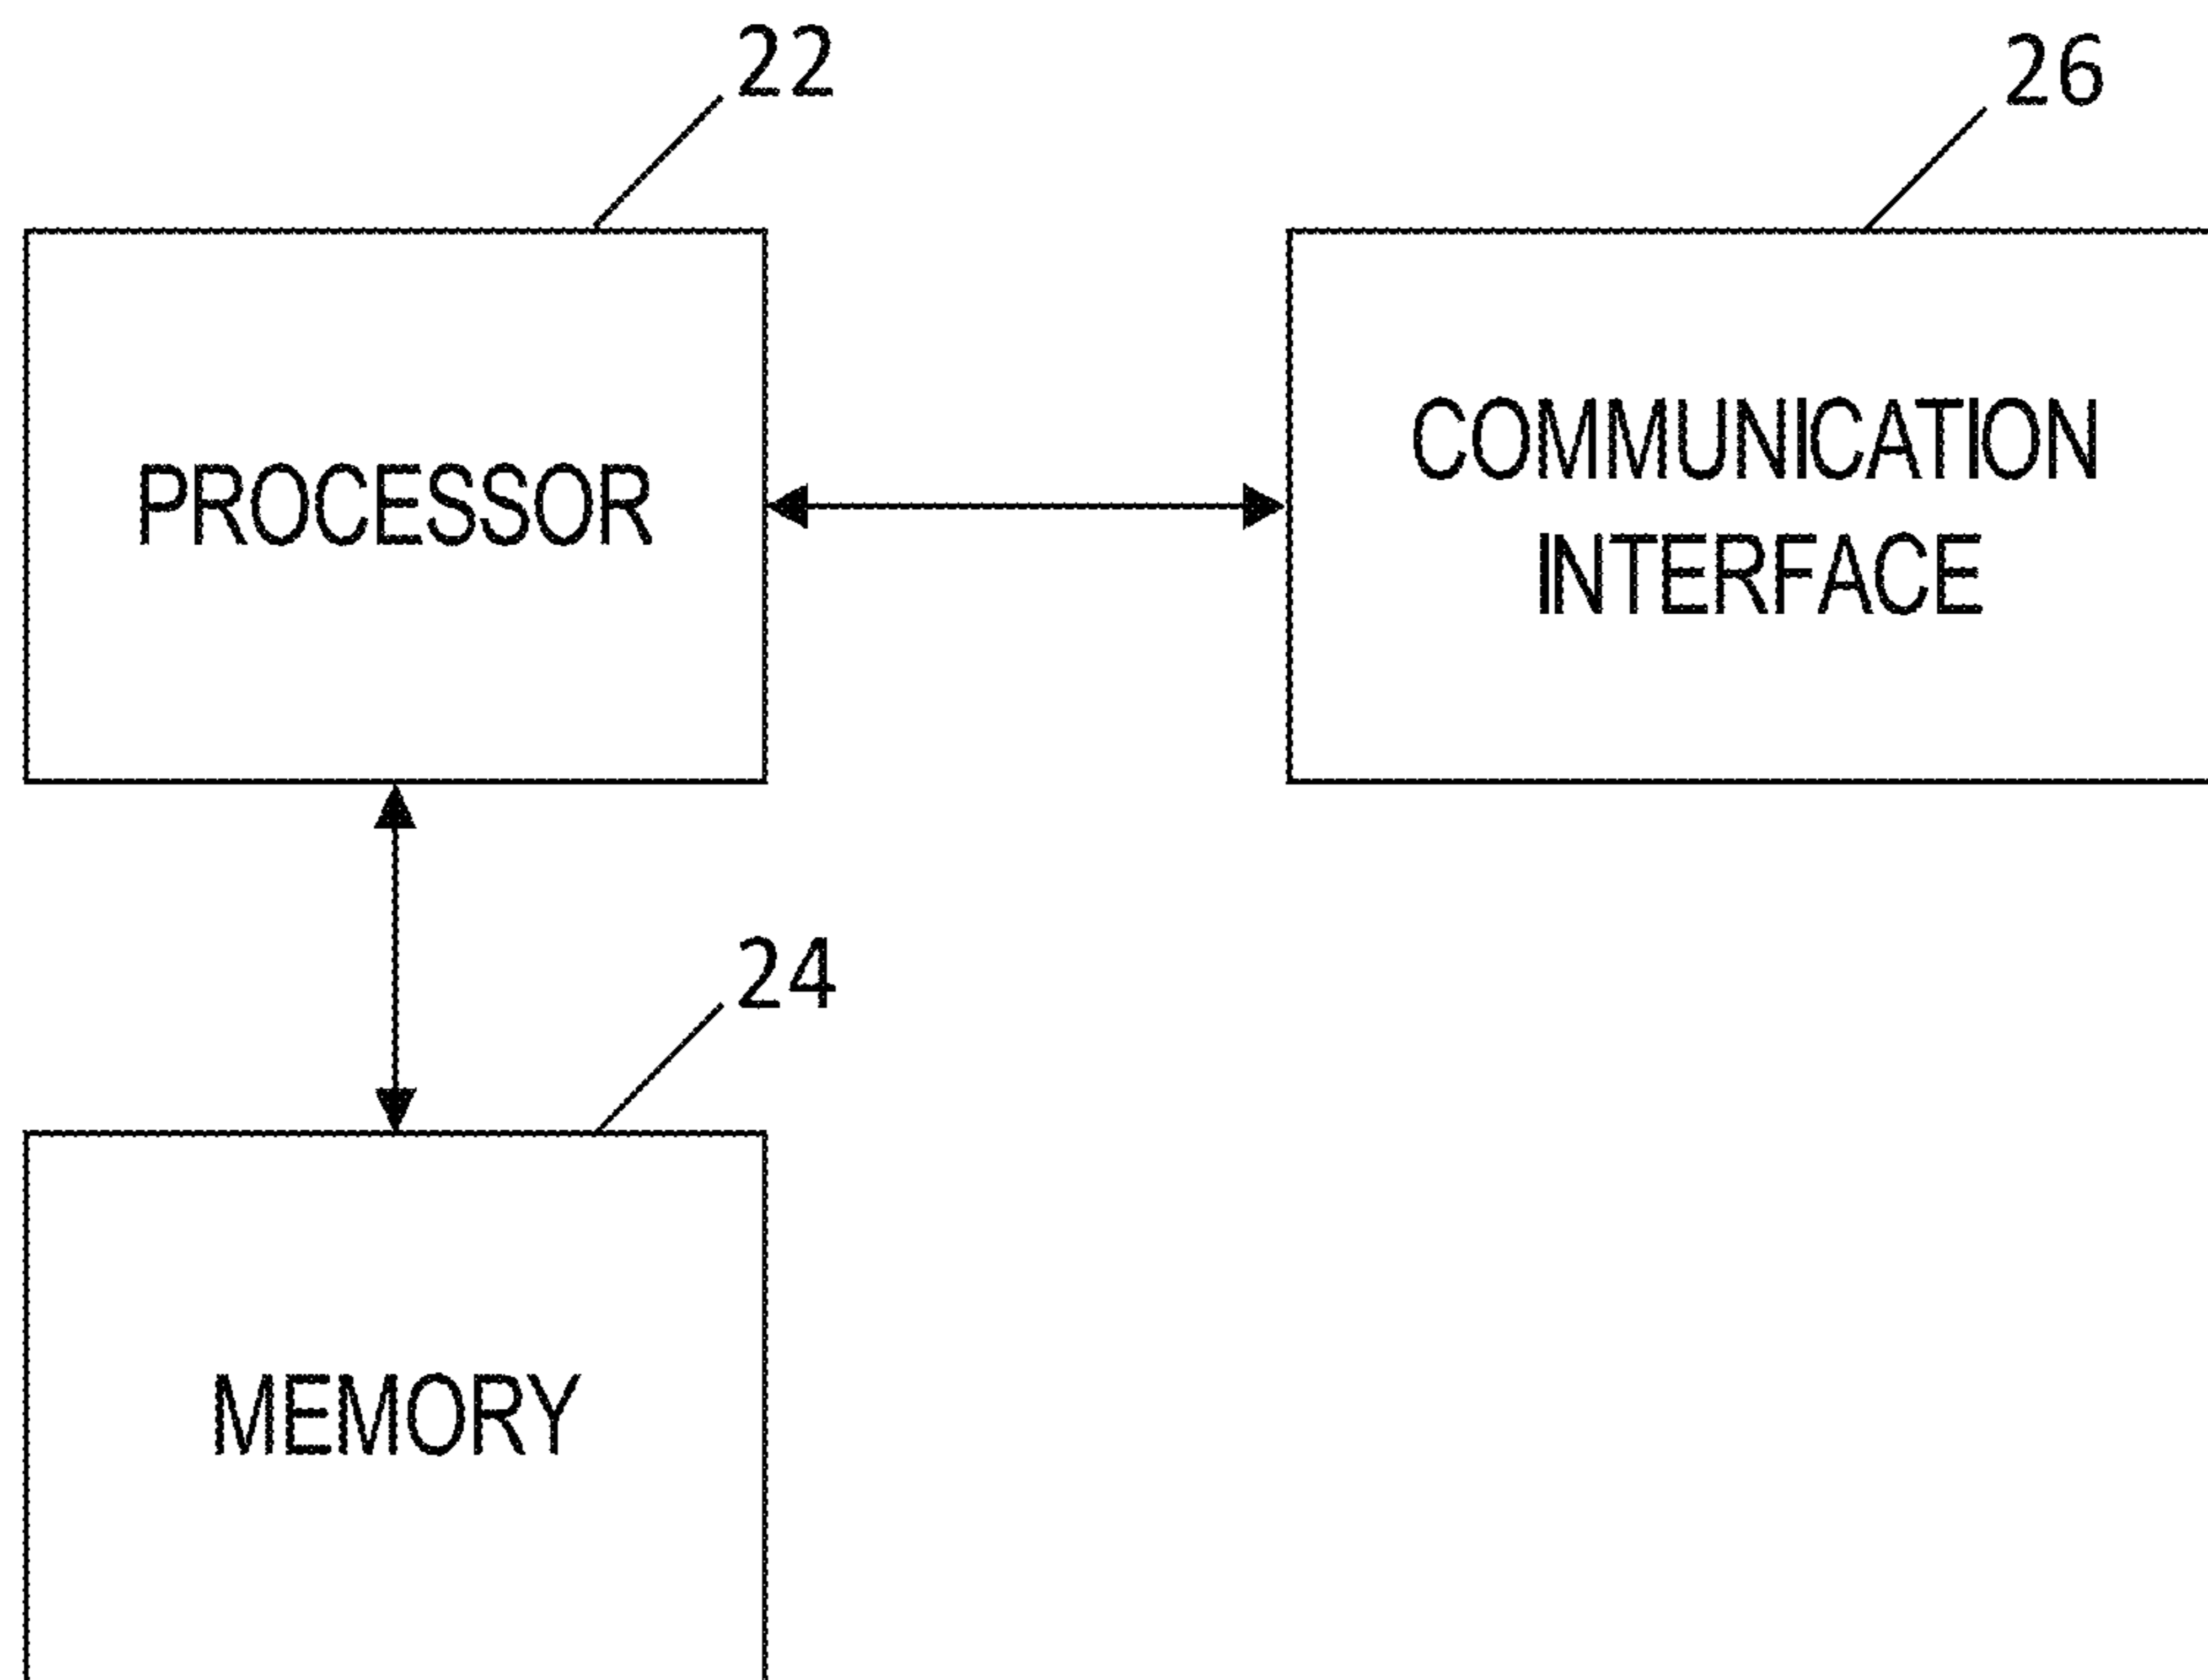 22
26
PROCESSOR
COMMUNICATION
INTERFACE
24
MEMORY